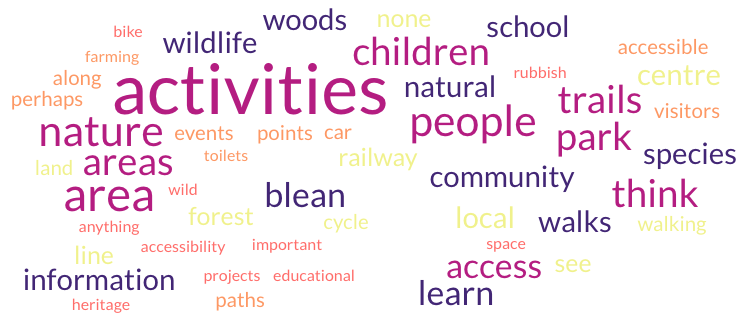 woods none school
bike wildlife children accessible
farming activities natural rubbish centre
along trails visitors
perhaps people park
nature events points car species
areas toilets railway
land community think
area wild blean local walks walking
anything forest cycle
line accessibility important space
information projects educational access see
heritage paths learn